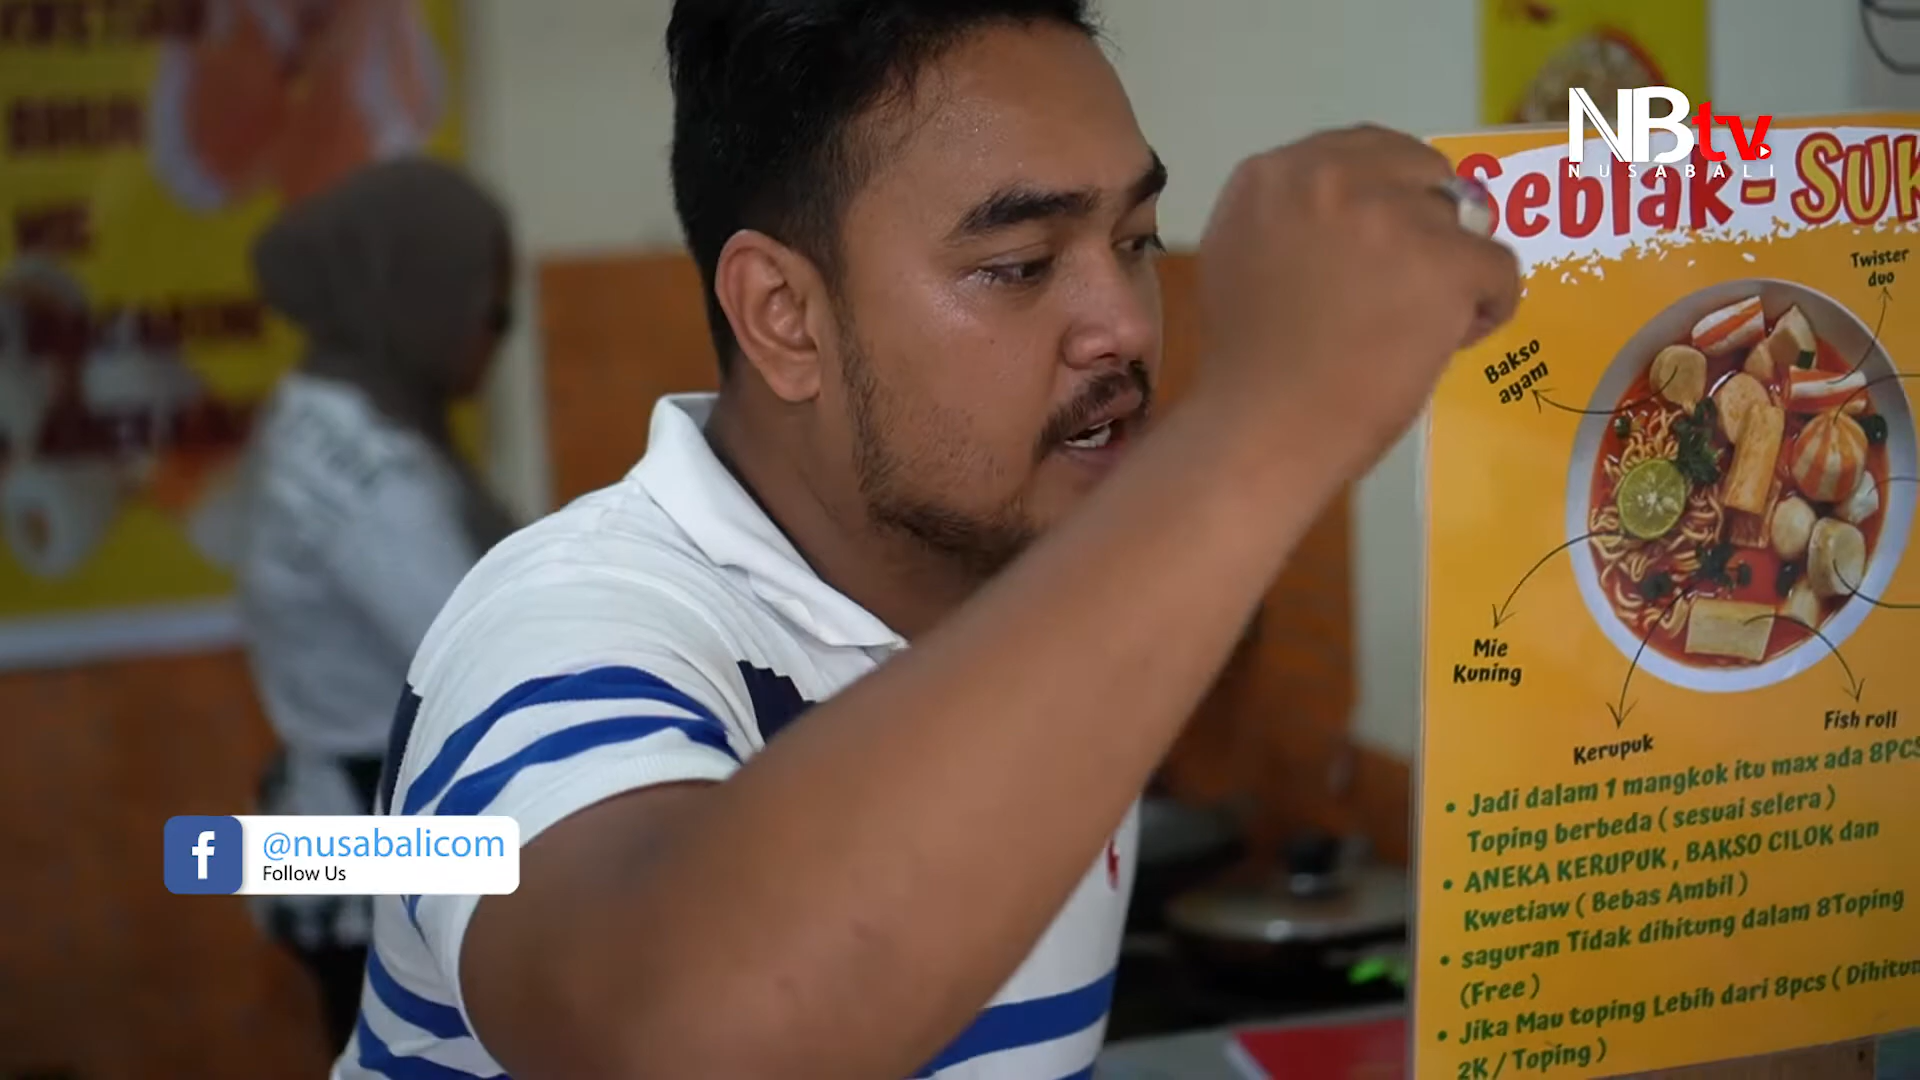 NBtv
NUSABALI
Seblak - SUK
Twister
duo
Bakso
ayam
Mie
Kuning
Kerupuk
Fish roll
• Jadi dalam 1 mangkok itu max ada 8PCS
Toping berbeda ( sesuai selera )
• ANEKA KERUPUK , BAKSO CILOK dan
Kwetiaw ( Bebas Ambil )
• sayuran Tidak dihitung dalam 8Toping
(Free )
• Jika Mau toping Lebih dari 8pcs ( Dihitun
2K / Toping )
@nusabalicom
Follow Us